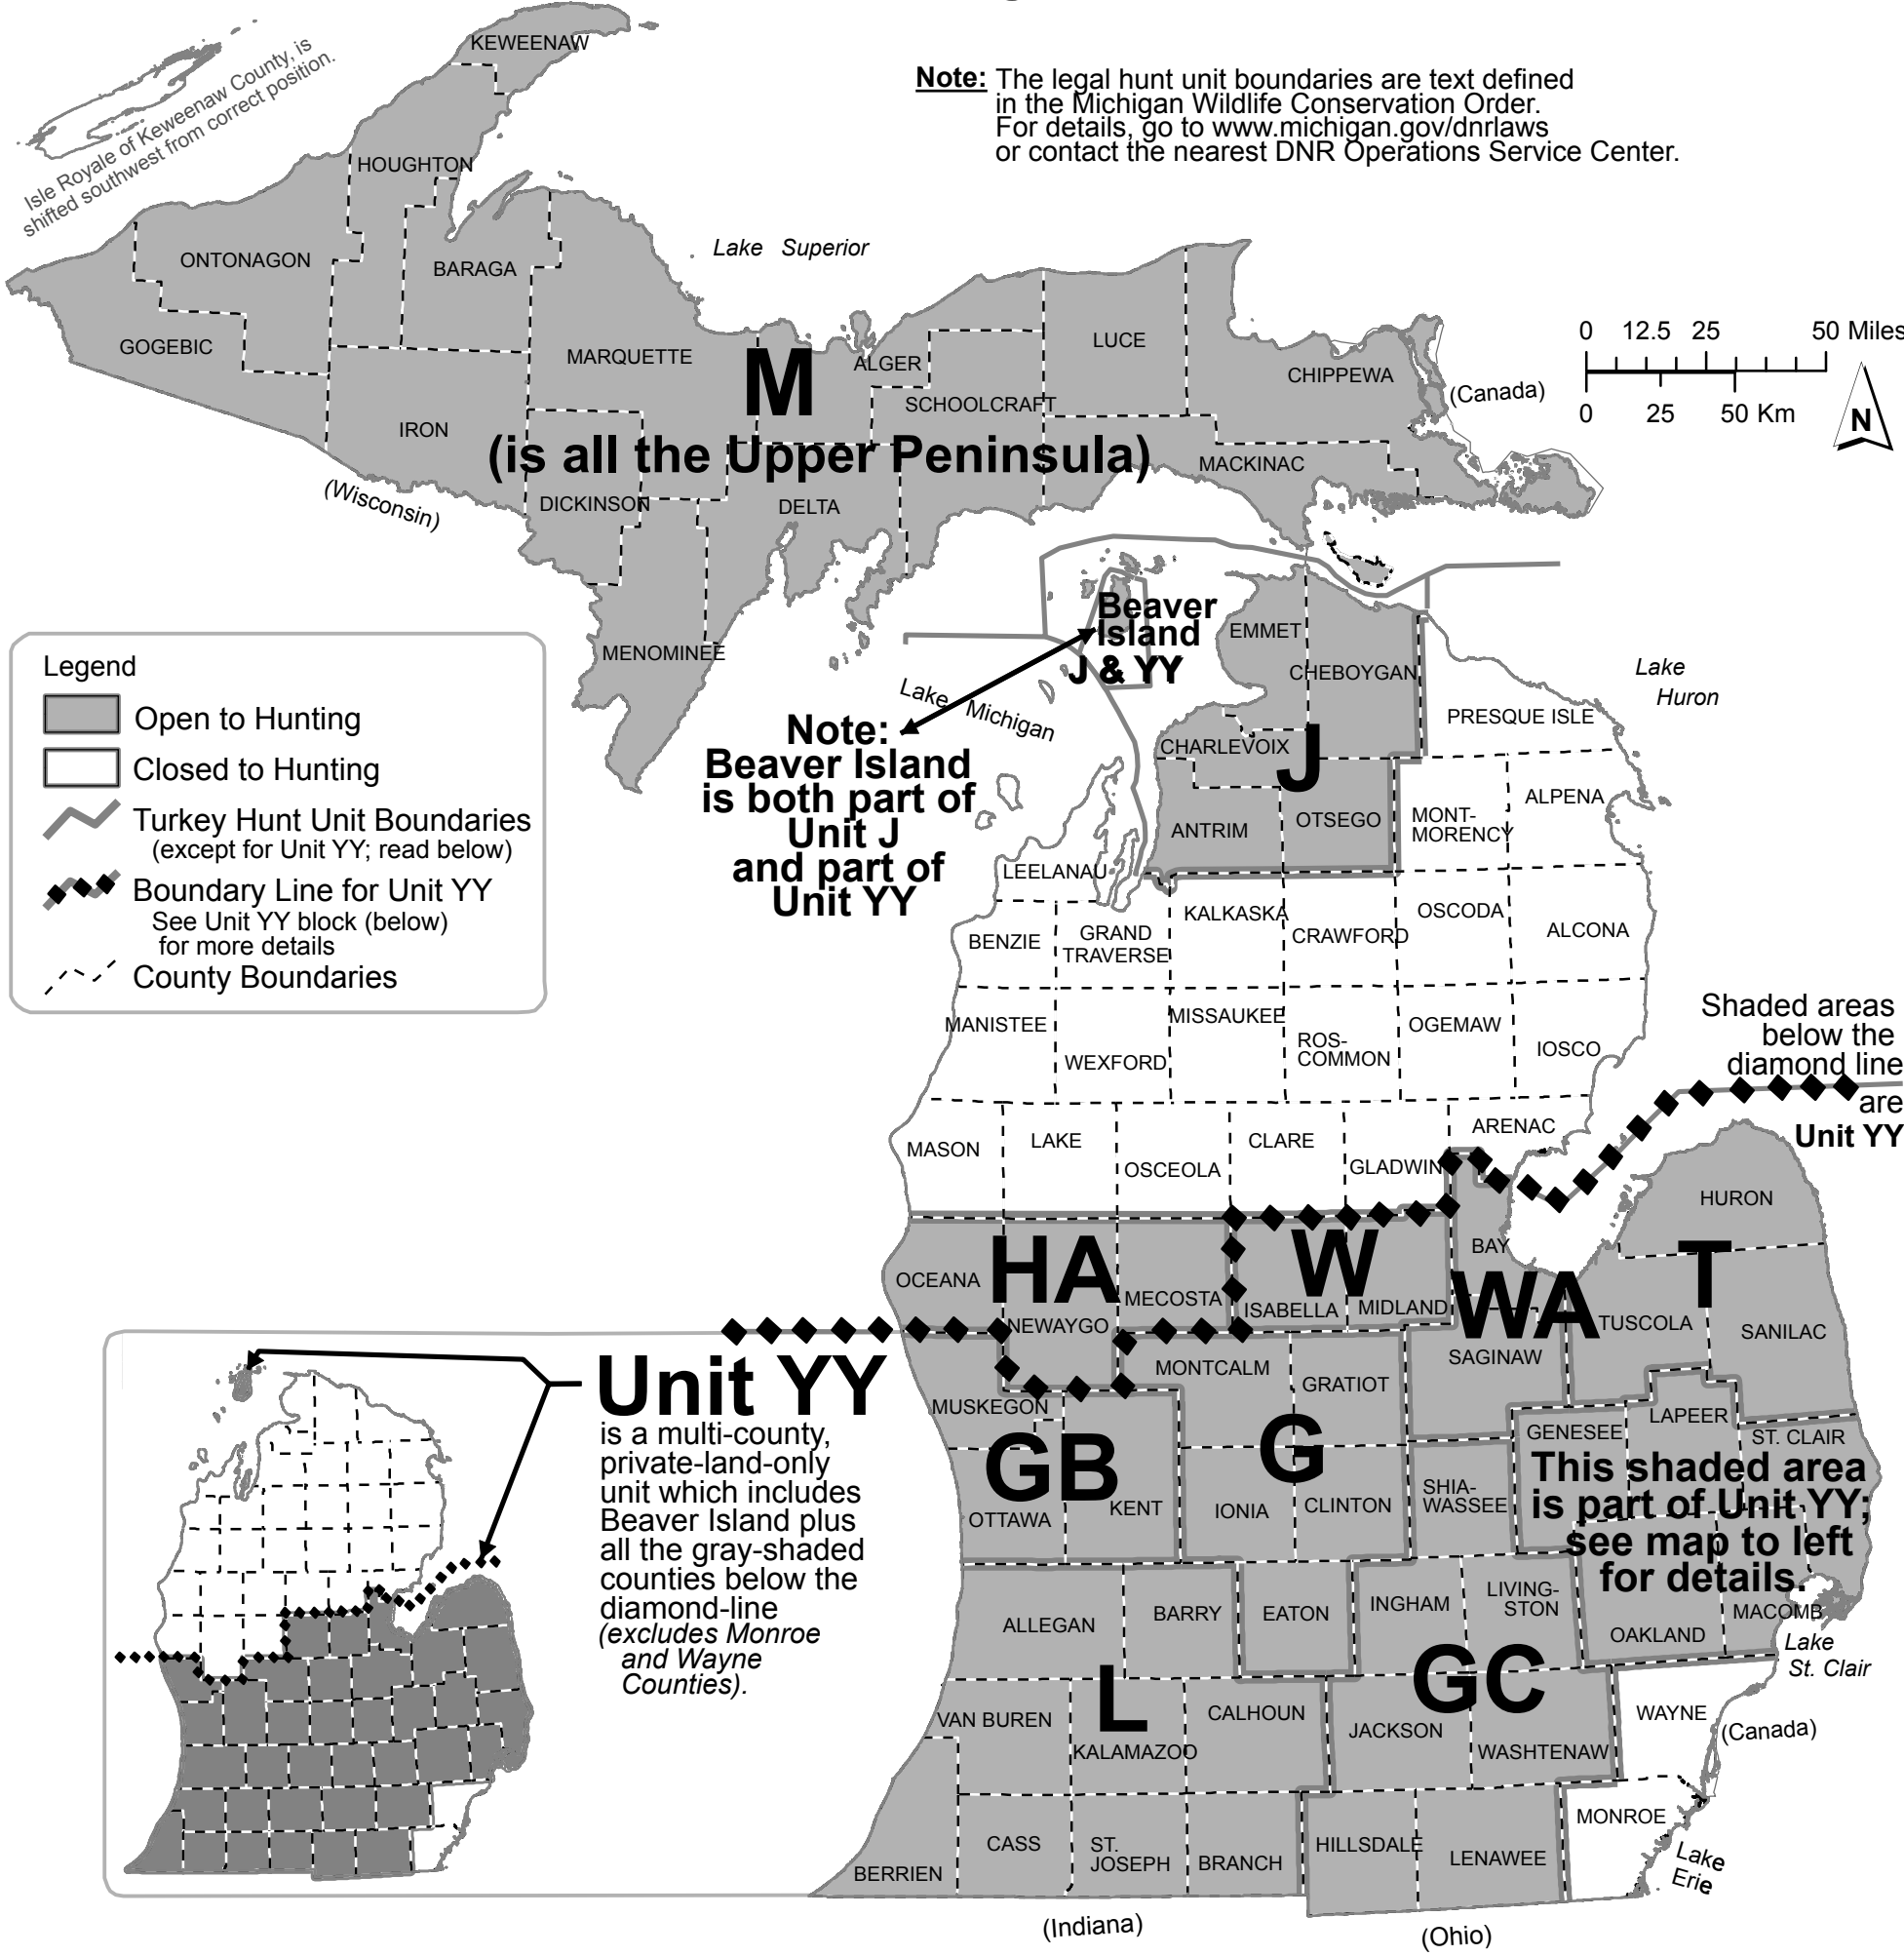 KEWEENAW
Isle Royale of Keweenaw County, is
shifted southwest from correct position.
Note: The legal hunt unit boundaries are text defined
in the Michigan Wildlife Conservation Order.
For details, go to www.michigan.gov/dnrlaws
or contact the nearest DNR Operations Service Center.
HOUGHTON
ONTONAGON
BARAGA
Lake Superior
GOGEBIC
MARQUETTE
M
ALGER
LUCE
CHIPPEWA
SCHOOLCRAFT
IRON
(is all the Upper Peninsula)
MACKINAC
(Canada)
0 12.5 25 50 Miles
0 25 50 Km
N
(Wisconsin)
DICKINSON
DELTA
MENOMINEE
Legend
Open to Hunting
Closed to Hunting
Turkey Hunt Unit Boundaries
(except for Unit YY; read below)
Boundary Line for Unit YY
See Unit YY block (below)
for more details
County Boundaries
Beaver
Island
J & YY
Lake Michigan
Note:
Beaver Island
is both part of
Unit J
and part of
Unit YY
EMMET
CHEBOYGAN
Lake
Huron
PRESQUE ISLE
CHARLEVOIX
J
ANTRIM
OTSEGO
MONT-
MORENCY
ALPENA
LEELANAU
BENZIE
GRAND
TRAVERSE
KALKASKA
CRAWFORD
OSCODA
ALCONA
MANISTEE
WEXFORD
MISSAUKEE
ROS-
COMMON
OGEMAW
IOSCO
Shaded areas
below the
diamond line
are
Unit YY
MASON
LAKE
OSCEOLA
CLARE
GLADWIN
ARENAC
HURON
OCEANA
HA
NEWAYGO
MECOSTA
W
ISABELLA
MIDLAND
BAY
WA
SAGINAW
T
TUSCOLA
SANILAC
MONTCALM
GRATIOT
MUSKEGON
GB
OTTAWA
KENT
G
IONIA
CLINTON
SHIA-
WASSEE
GENESEE
LAPEER
ST. CLAIR
This shaded area
is part of Unit YY;
see map to left
for details.
Unit YY
is a multi-county,
private-land-only
unit which includes
Beaver Island plus
all the gray-shaded
counties below the
diamond-line
(excludes Monroe
and Wayne
Counties).
ALLEGAN
BARRY
EATON
INGHAM
LIVING-
STON
OAKLAND
MACOMB
Lake
St. Clair
L
GC
VAN BUREN
KALAMAZOO
CALHOUN
JACKSON
WASHTENAW
WAYNE
(Canada)
BERRIEN
CASS
ST.
JOSEPH
BRANCH
HILLSDALE
LENAWEE
MONROE
Lake
Erie
(Indiana)
(Ohio)